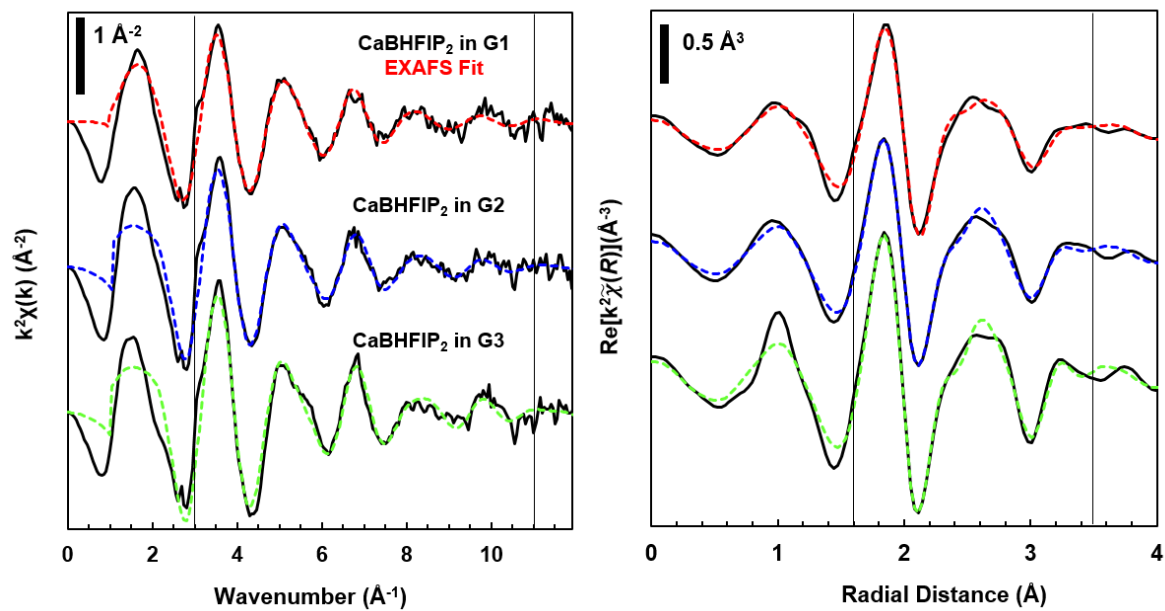 1 Å⁻²
CaBHFIP₂ in G1
EXAFS Fit
CaBHFIP₂ in G2
CaBHFIP₂ in G3
k²χ(k) (Å⁻²)
0 2 4 6 8 10
Wavenumber (Å⁻¹)
0.5 Å³
Re[k²χ̃(R)](Å⁻³)
0 1 2 3 4
Radial Distance (Å)